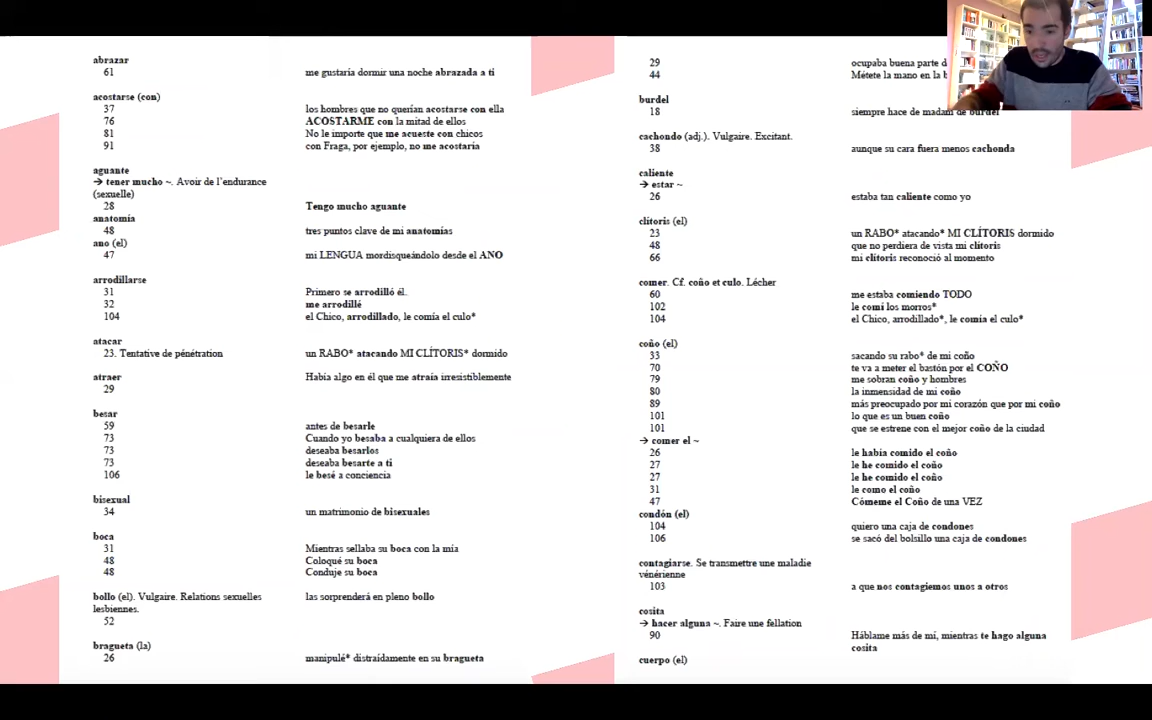 abrazar
61 me gustaría dormir una noche abrazada a ti
acostarse (con)
37 los hombres que no querían acostarse con ella
76 ACOSTARME con la mitad de ellos
81 No le importe que me acueste con chicos
91 con Fraga, por ejemplo, no me acostaría
aguante
→ tener mucho ~. Avoir de l'endurance
(sexuelle)
28 Tengo mucho aguante
anatomía
48 tres puntos clave de mi anatomías
ano (el)
47 mi LENGUA mordisqueándolo desde el ANO
arrodillarse
31 Primero se arrodilló él.
32 me arrodillé
104 el Chico, arrodillado, le comía el culo*
atacar
23. Tentative de pénétration un RABO* atacando MI CLÍTORIS* dormido
atraer Había algo en él que me atraía irresistiblemente
29
besar
59 antes de besarle
73 Cuando yo besaba a cualquiera de ellos
73 deseaba besarlos
73 deseaba besarte a ti
106 le besé a conciencia
bisexual
34 un matrimonio de bisexuales
boca
31 Mientras sellaba su boca con la mía
48 Coloqué su boca
48 Conduje su boca
bollo (el). Vulgaire. Relations sexuelles las sorprenderá en pleno bollo
lesbiennes.
52
bragueta (la)
26 manipulé* distraídamente en su bragueta
29 ocupaba buena parte
44 Métete la mano en la
burdel
18 siempre hace de madam de burdel
cachondo (adj.). Vulgaire. Excitant.
38 aunque su cara fuera menos cachonda
caliente
→ estar ~
26 estaba tan caliente como yo
clítoris (el)
23 un RABO* atacando* MI CLÍTORIS dormido
48 que no perdiera de vista mi clítoris
66 mi clítoris reconoció al momento
comer. Cf. coño et culo. Lécher
60 me estaba comiendo TODO
102 le comí los morros*
104 el Chico, arrodillado*, le comía el culo*
coño (el)
33 sacando su rabo* de mi coño
70 te va a meter el bastón por el COÑO
79 me sobran coño y hombres
80 la inmensidad de mi coño
89 más preocupado por mi corazón que por mi coño
101 lo que es un buen coño
101 que se estrene con el mejor coño de la ciudad
→ comer el ~
26 le había comido el coño
27 le he comido el coño
27 le he comido el coño
31 le como el coño
47 Cómeme el Coño de una VEZ
condón (el)
104 quiero una caja de condones
106 se sacó del bolsillo una caja de condones
contagiarse. Se transmettre une maladie
vénérienne
103 a que nos contagiemos unos a otros
cosita
→ hacer alguna ~. Faire une fellation
90 Háblame más de mí, mientras te hago alguna
cosita
cuerpo (el)